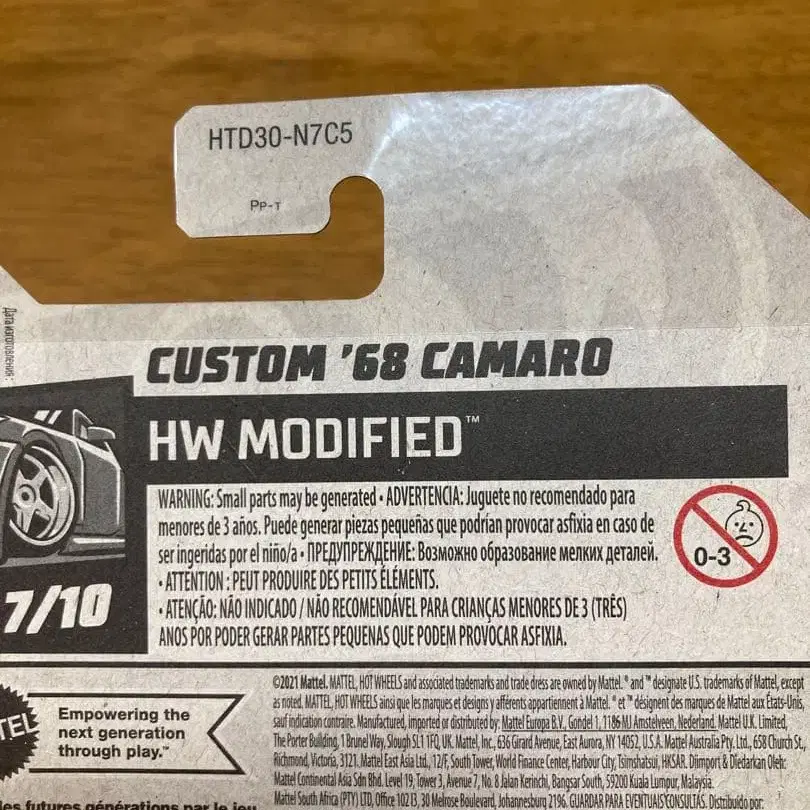 HTD30-N7C5
PP-T
Дата изготовления:
CUSTOM '68 CAMARO
HW MODIFIED™
WARNING: Small parts may be generated • ADVERTENCIA: Juguete no recomendado para
menores de 3 años. Puede generar piezas pequeñas que podrían provocar asfixia en caso de
ser ingeridas por el niño/a • ПРЕДУПРЕЖДЕНИЕ: Возможно образование мелких деталей.
• ATTENTION : PEUT PRODUIRE DES PETITS ÉLÉMENTS.
• ATENÇÃO: NÃO INDICADO / NÃO RECOMENDÁVEL PARA CRIANÇAS MENORES DE 3 (TRÊS)
ANOS POR PODER GERAR PARTES PEQUENAS QUE PODEM PROVOCAR ASFIXIA.
0-3
7/10
©2021 Mattel. MATTEL, HOT WHEELS and associated trademarks and trade dress are owned by Mattel. ® and ™ designate U.S. trademarks of Mattel, except
as noted. MATTEL, HOT WHEELS ainsi que les marques et designs y afférents appartiennent à Mattel. ® et ™ désignent des marques de Mattel aux États-Unis,
sauf indication contraire. Manufactured, imported or distributed by: Mattel Europa B.V., Gondel 1, 1186 MJ Amstelveen, Nederland. Mattel U.K. Limited,
The Porter Building, 1 Brunel Way, Slough SL1 1FQ, UK. Mattel, Inc., 636 Girard Avenue, East Aurora, NY 14052, U.S.A. Mattel Australia Pty. Ltd., 658 Church St.,
Richmond, Victoria, 3121. Mattel East Asia Ltd., 12/F, South Tower, World Finance Center, Harbour City, Tsimshatsui, HKSAR. Diimport & Diedarkan Oleh:
Mattel Continental Asia Sdn Bhd. Level 19, Tower 3, Avenue 7, No. 8 Jalan Kerinchi, Bangsar South, 59200 Kuala Lumpur, Malaysia.
Mattel South Africa (PTY) LTD, Office 102 I3, 30 Melrose Boulevard, Johannesburg 2196. GUARDAR PARA EVENTUAIS CONSULTAS: Distribuido por:
TEL
Empowering the
next generation
through play.™
les futures générations par le jeu